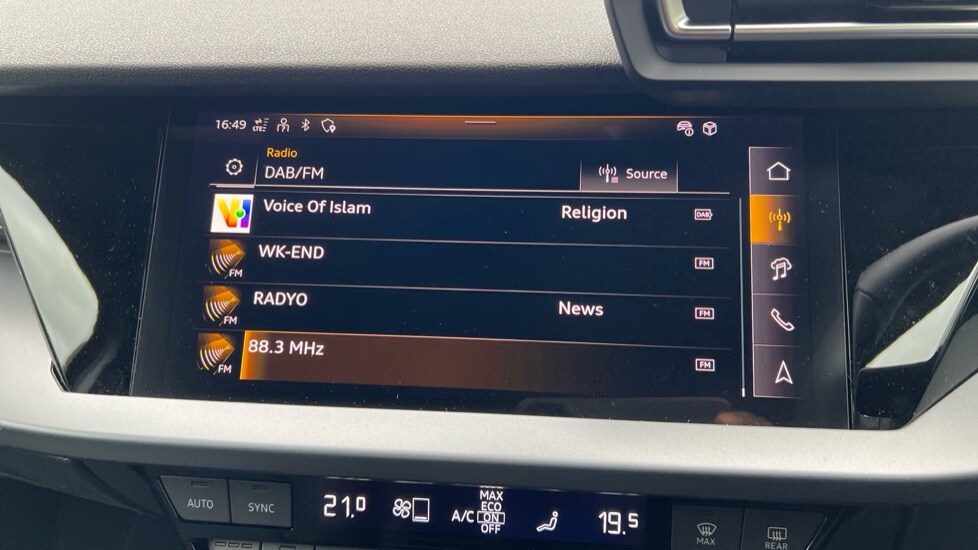 16:49 LTE
Radio
DAB/FM
Source
Voice Of Islam Religion DAB
WK-END FM
FM
RADYO News FM
FM
88.3 MHz FM
FM
AUTO SYNC 21.0 A/C MAX ECO ON OFF 19.5 MAX REAR